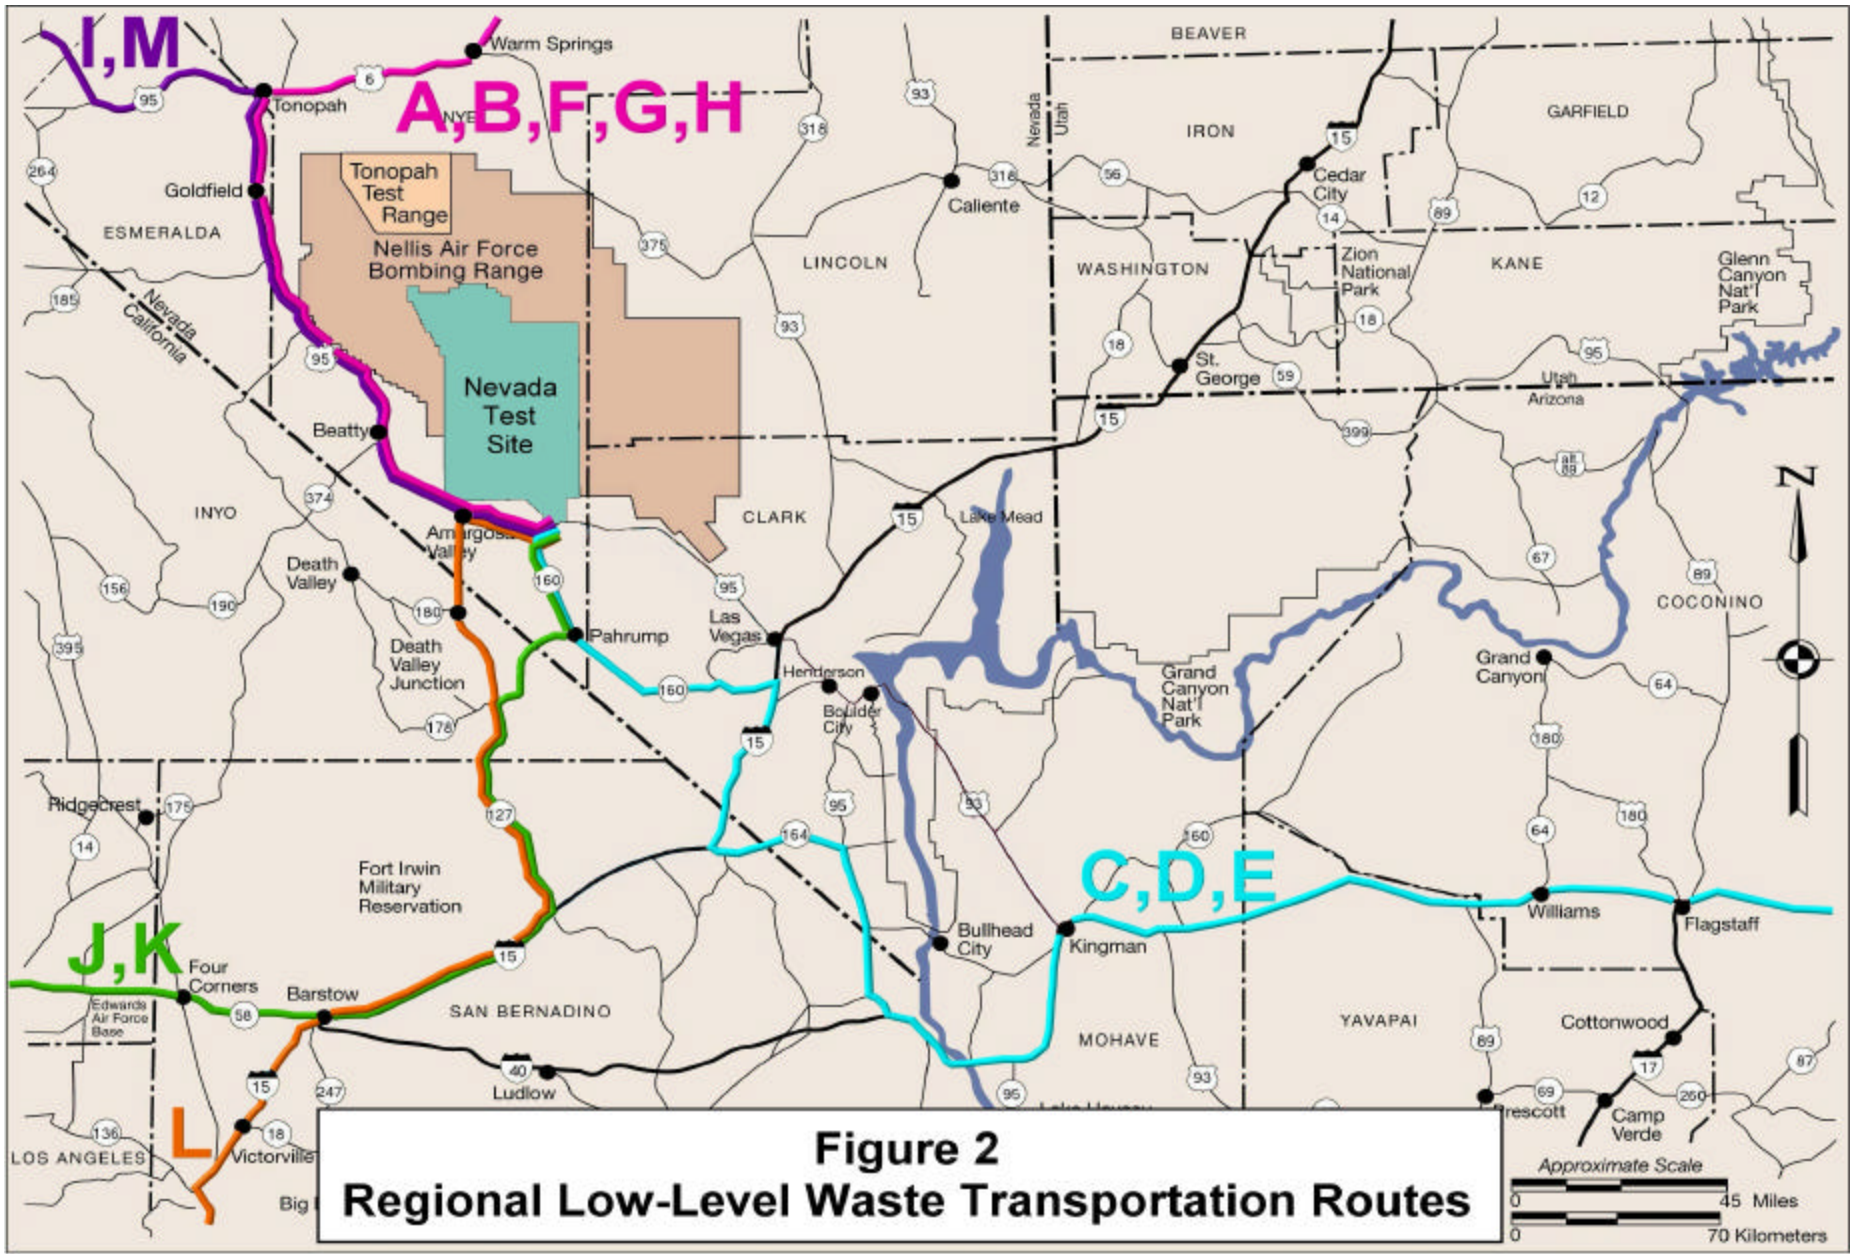 I,M
Warm Springs
6
95
Tonopah
A,B,F,G,H
NYE
93
318
Nevada
Utah
BEAVER
IRON
15
GARFIELD
264
Goldfield
Tonopah
Test
Range
ESMERALDA
Nellis Air Force
Bombing Range
375
Caliente
318
56
Cedar
City
14
89
12
LINCOLN
WASHINGTON
Zion
National
Park
KANE
Glenn
Canyon
Nat'l
Park
185
Nevada
California
95
93
18
18
St.
George
59
95
Utah
Arizona
15
399
alt.
89
Nevada
Test
Site
Beatty
374
INYO
CLARK
15
Lake Mead
N
Valley
Death
Valley
156
190
180
160
95
67
89
COCONINO
395
Death
Valley
Junction
178
Pahrump
Las
Vegas
Henderson
Boulder
City
160
15
Grand
Canyon
Nat'l
Park
Grand
Canyon
64
180
Ridgecrest
175
14
127
95
93
164
160
64
180
Fort Irwin
Military
Reservation
C,D,E
Williams
Flagstaff
J,K
Four
Corners
Edwards
Air Force
Base
58
Barstow
15
SAN BERNADINO
Bullhead
City
Kingman
MOHAVE
YAVAPAI
Cottonwood
89
17
87
40
Ludlow
15
247
95
93
69
260
Camp
Verde
136
L
18
LOS ANGELES
Victorville
Big
Figure 2
Regional Low-Level Waste Transportation Routes
Approximate Scale
0 45 Miles
0 70 Kilometers